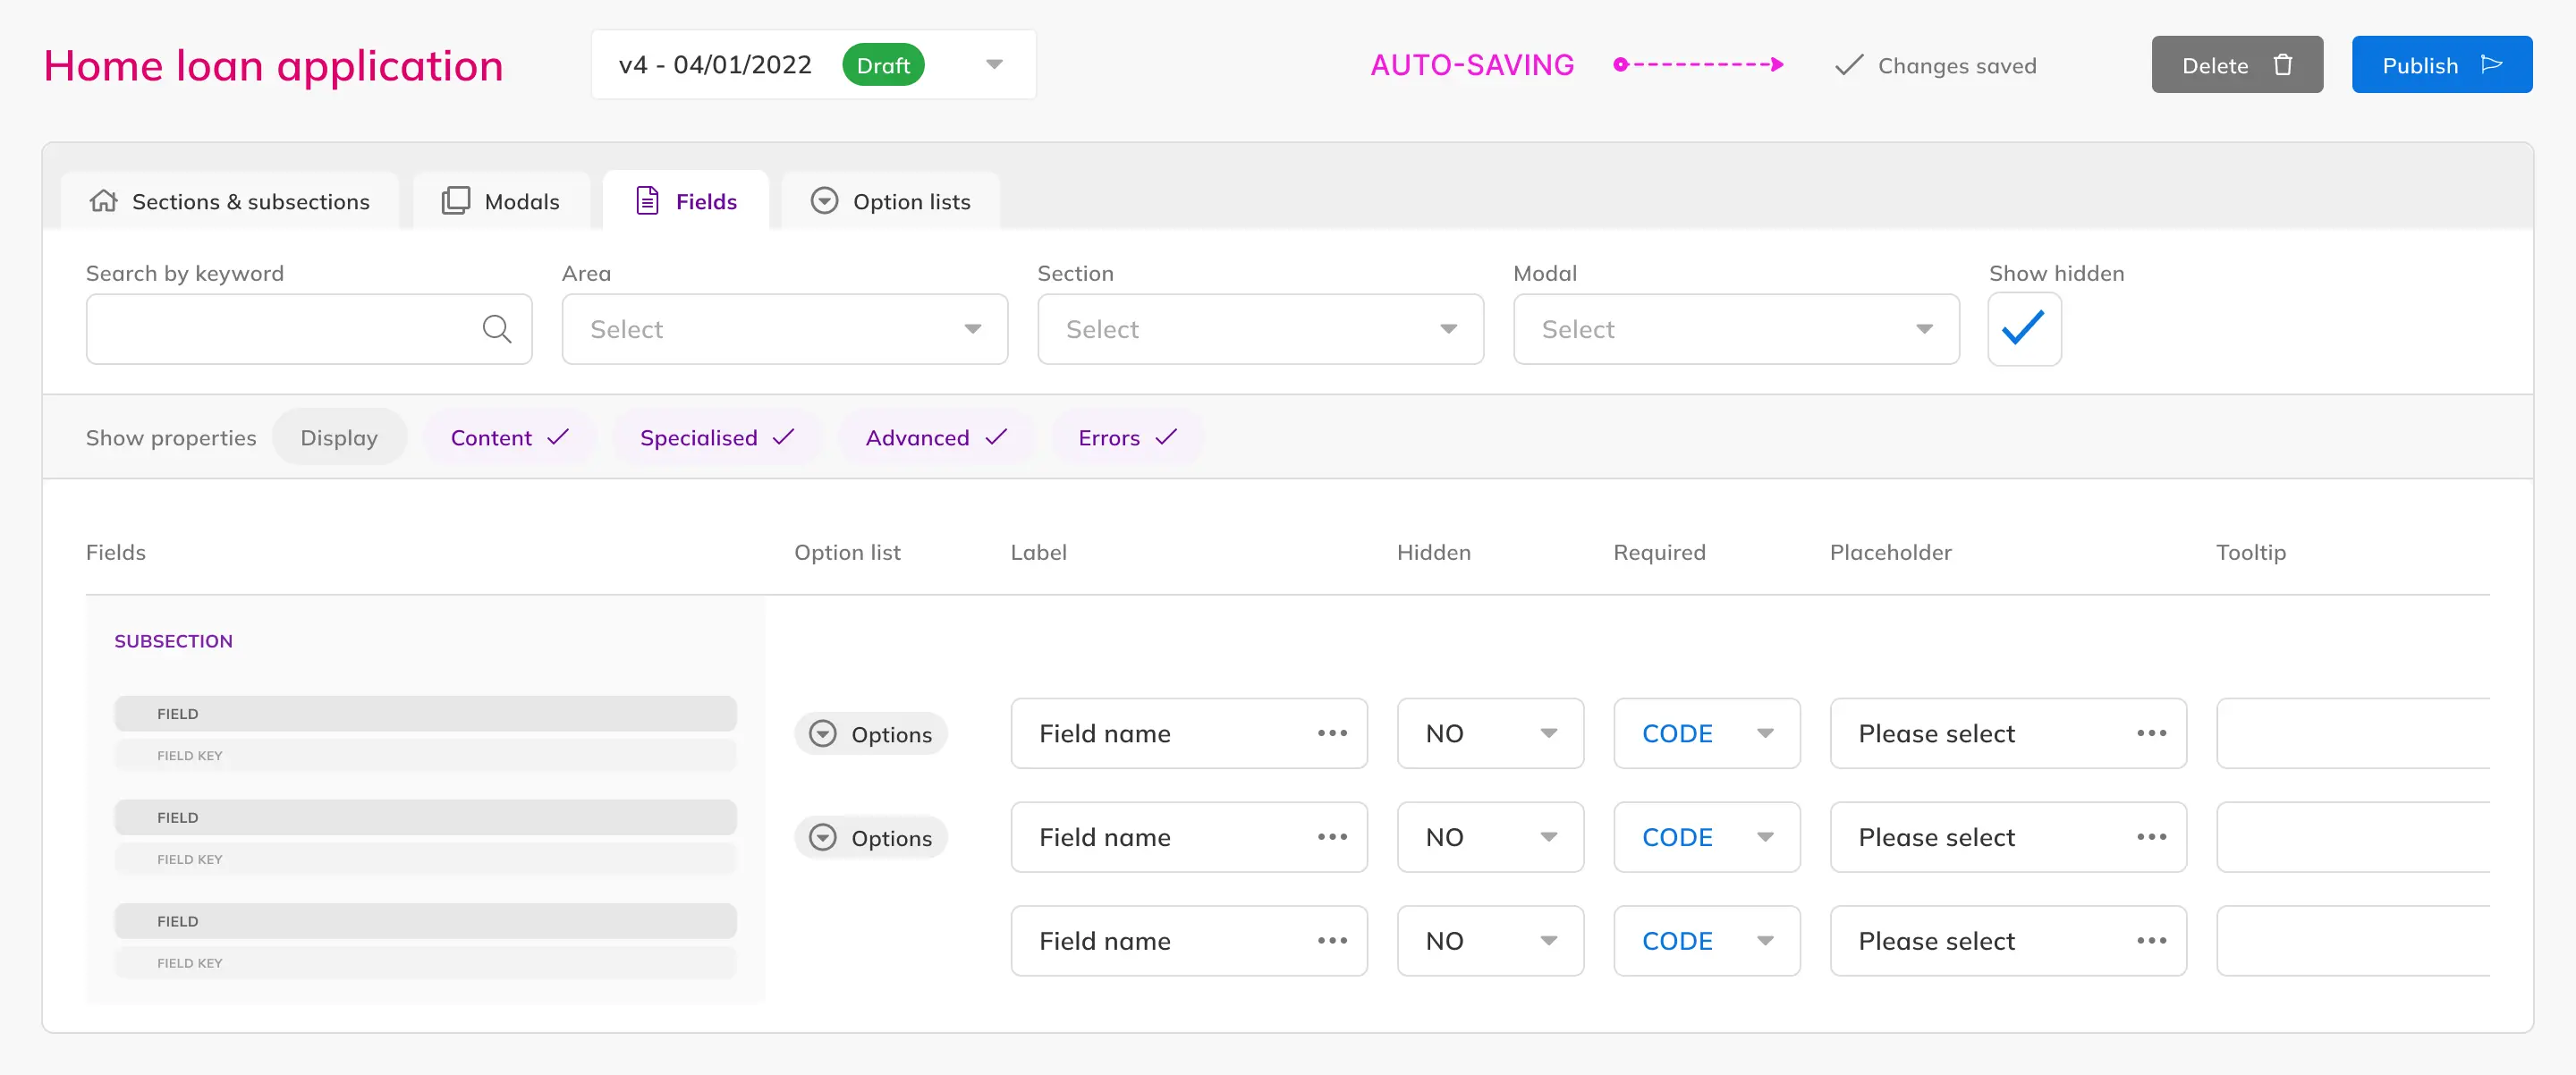 Home loan application
v4 - 04/01/2022 Draft
AUTO-SAVING
Changes saved
Delete
Publish
Sections & subsections
Modals
Fields
Option lists
Search by keyword
Area
Section
Modal
Show hidden
Select
Select
Select
Show properties
Display
Content
Specialised
Advanced
Errors
Fields
Option list
Label
Hidden
Required
Placeholder
Tooltip
SUBSECTION
FIELD
FIELD KEY
Options
Field name
NO
CODE
Please select
FIELD
FIELD KEY
Options
Field name
NO
CODE
Please select
FIELD
FIELD KEY
Field name
NO
CODE
Please select